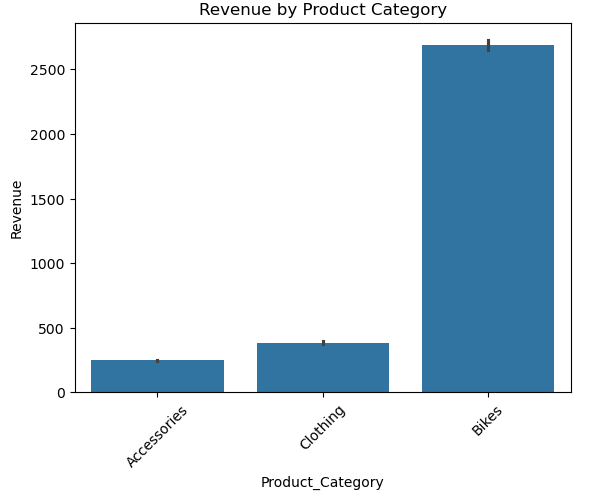 Revenue by Product Category
Revenue
2500
2000
1500
1000
500
0
Accessories
Clothing
Bikes
Product_Category